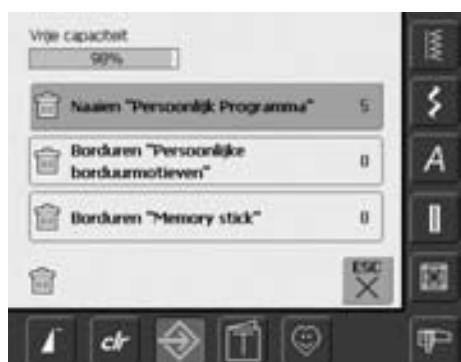 Vrije capaciteit
98%
Naaien "Persoonlijk Programma" 5
Borduren "Persoonlijke
borduurmotieven" 0
Borduren "Memory stick" 0
ESC
A
clr